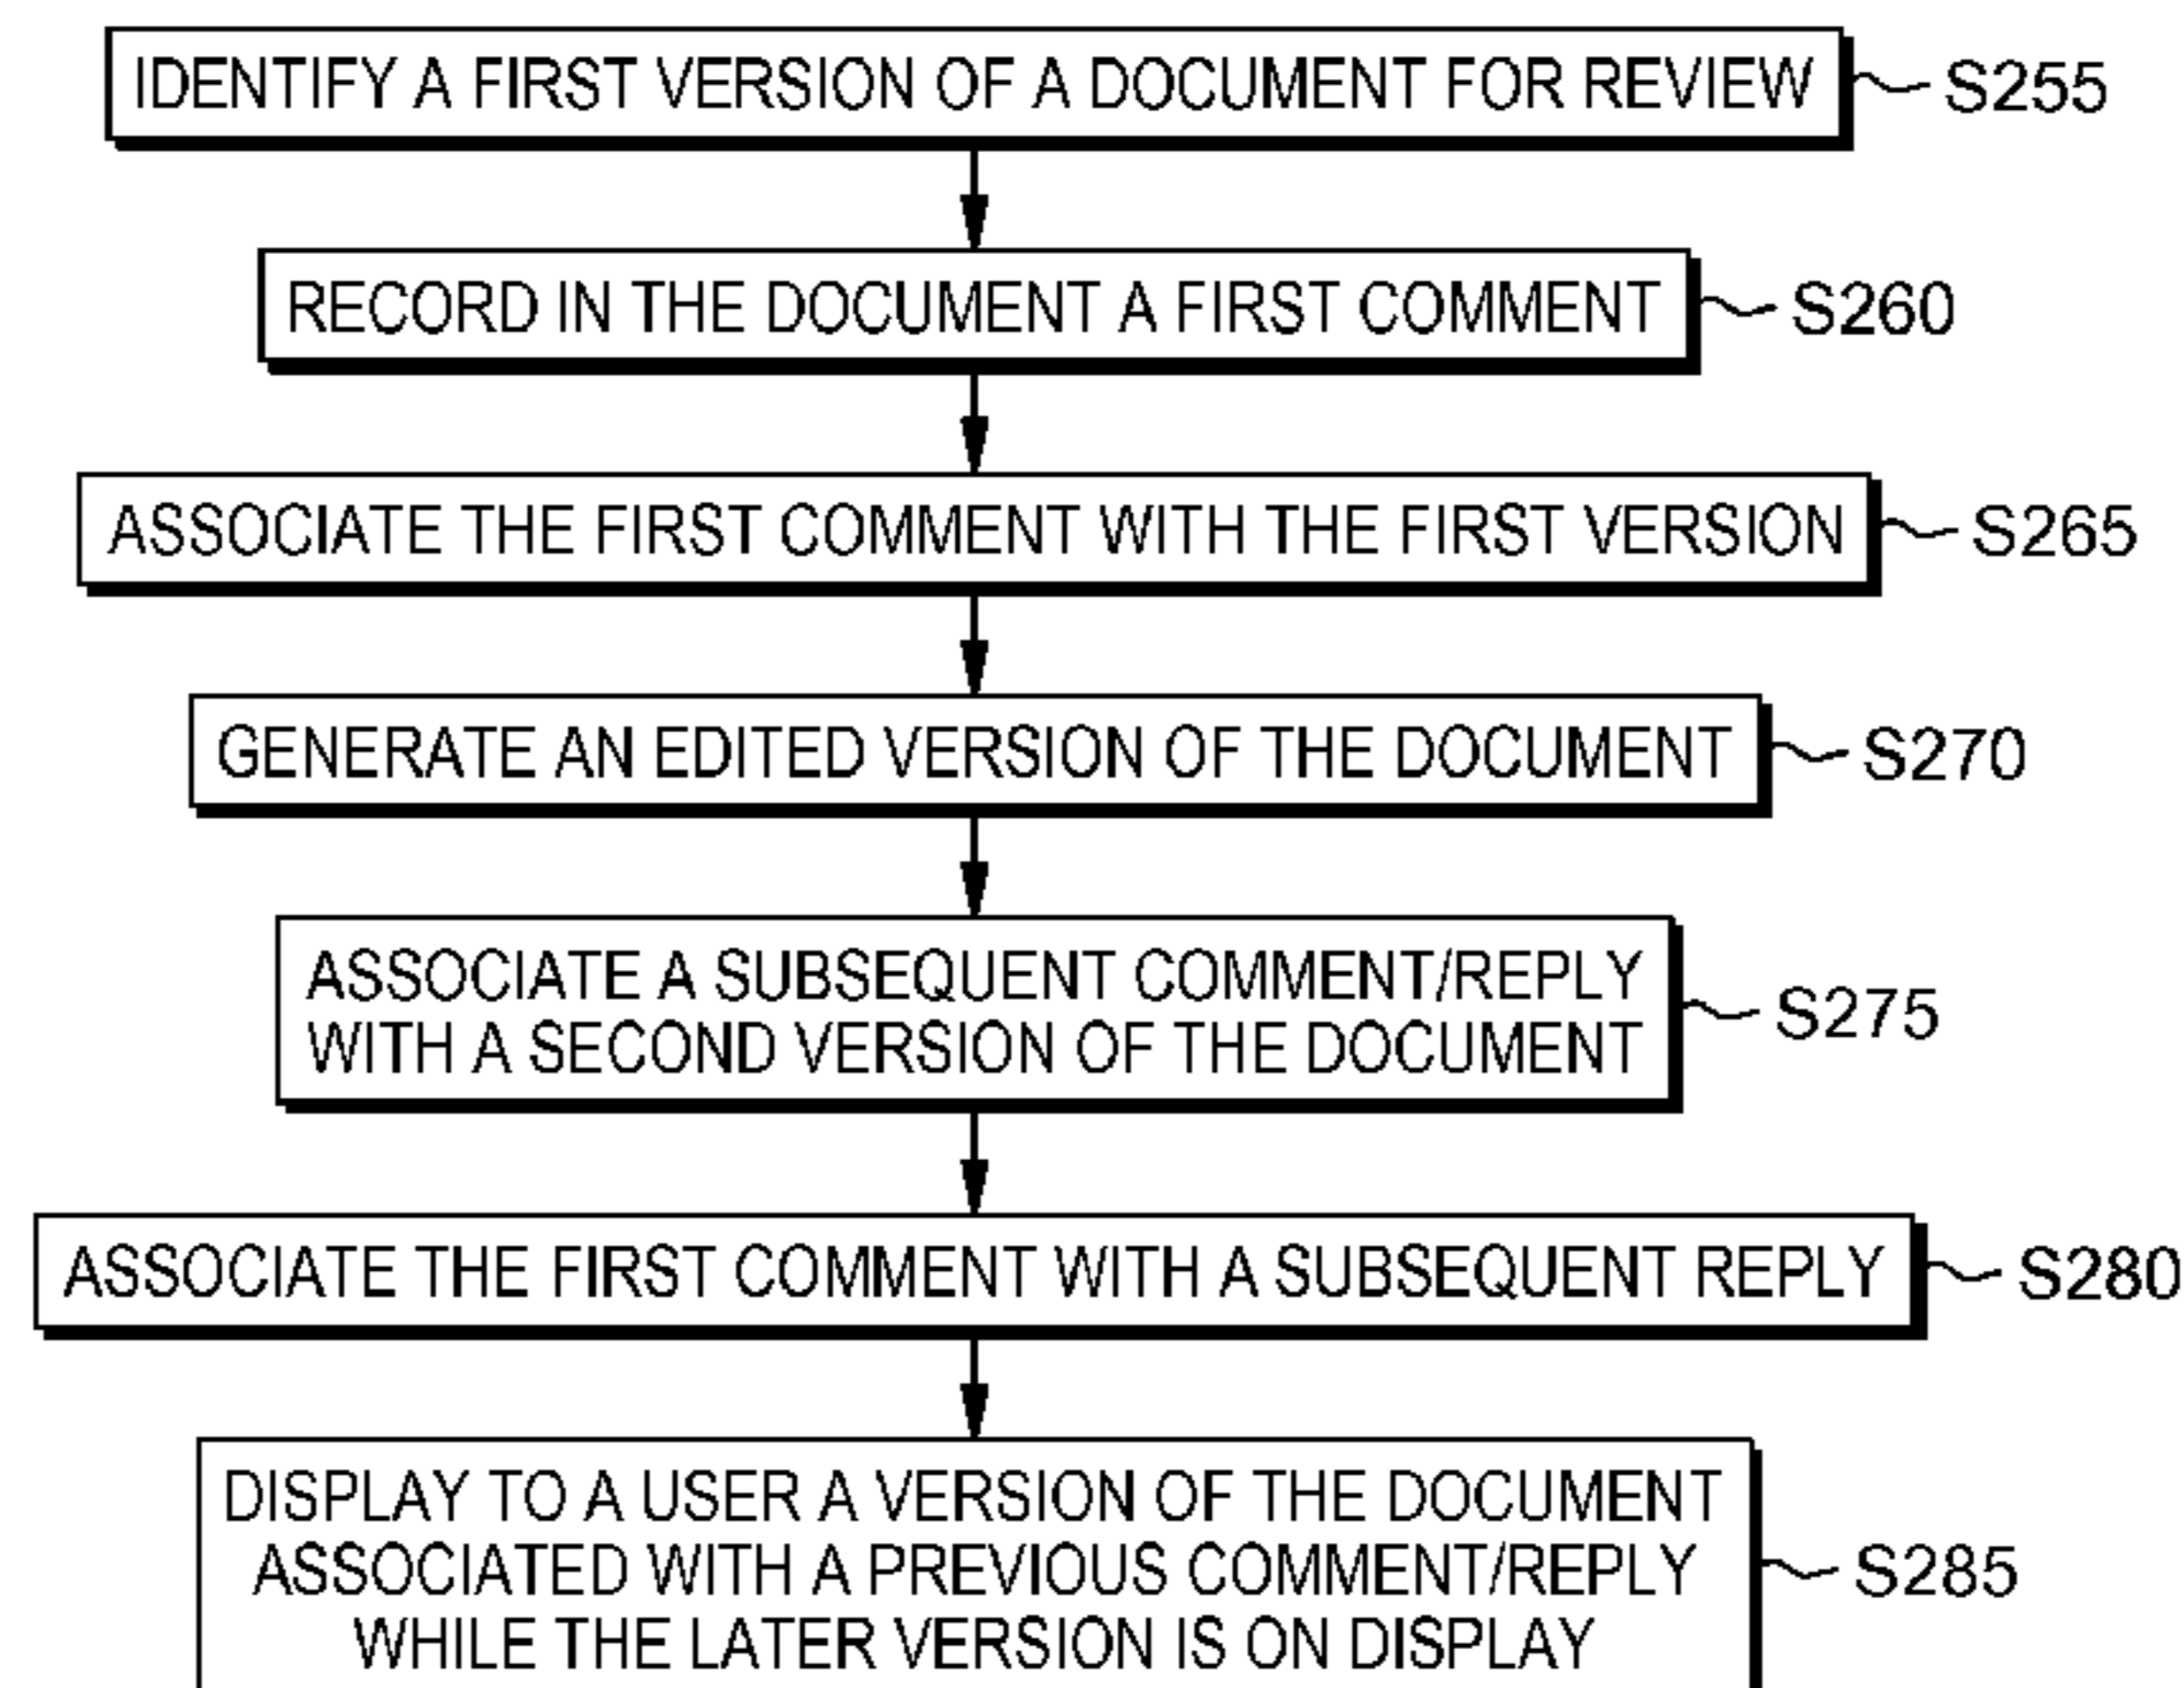 IDENTIFY A FIRST VERSION OF A DOCUMENT FOR REVIEW
S255
RECORD IN THE DOCUMENT A FIRST COMMENT
S260
ASSOCIATE THE FIRST COMMENT WITH THE FIRST VERSION
S265
GENERATE AN EDITED VERSION OF THE DOCUMENT
S270
ASSOCIATE A SUBSEQUENT COMMENT/REPLY
WITH A SECOND VERSION OF THE DOCUMENT
S275
ASSOCIATE THE FIRST COMMENT WITH A SUBSEQUENT REPLY
S280
DISPLAY TO A USER A VERSION OF THE DOCUMENT
ASSOCIATED WITH A PREVIOUS COMMENT/REPLY
WHILE THE LATER VERSION IS ON DISPLAY
S285